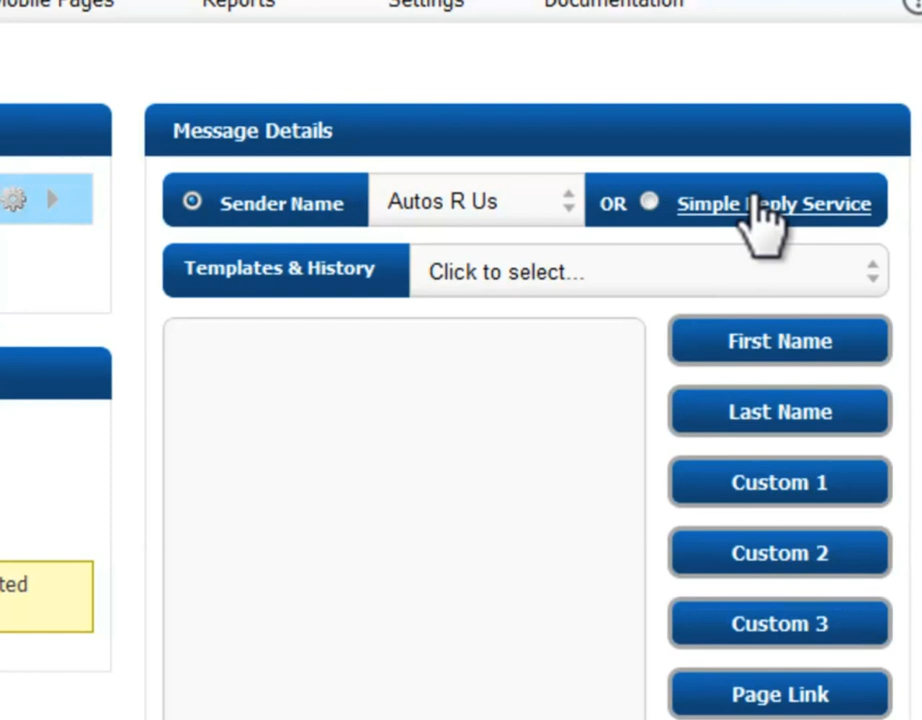 Mobile Pages Reports Settings Documentation
Message Details
Sender Name Autos R Us OR Simple Reply Service
Templates & History Click to select...
First Name
Last Name
Custom 1
Custom 2
ted
Custom 3
Page Link